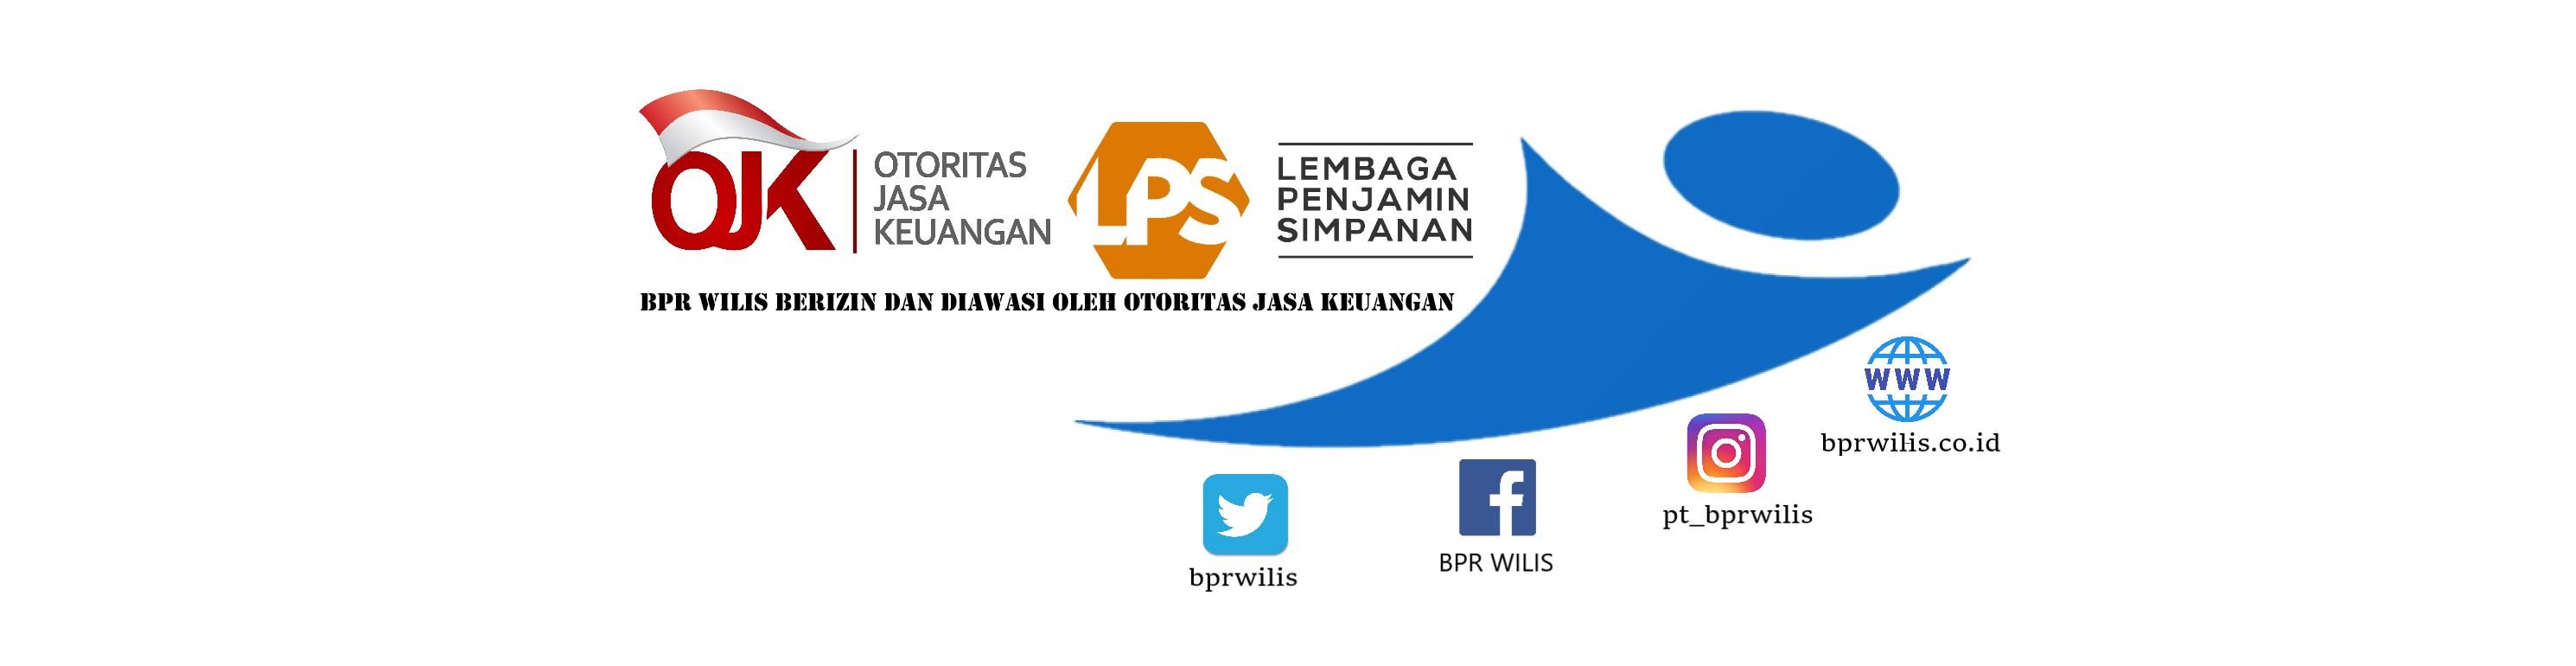 OJK
OTORITAS
JASA
KEUANGAN
LPS
LEMBAGA
PENJAMIN
SIMPANAN
BPR WILIS BERIZIN DAN DIAWASI OLEH OTORITAS JASA KEUANGAN
WWW
bprwilis.co.id
pt_bprwilis
f
BPR WILIS
bprwilis